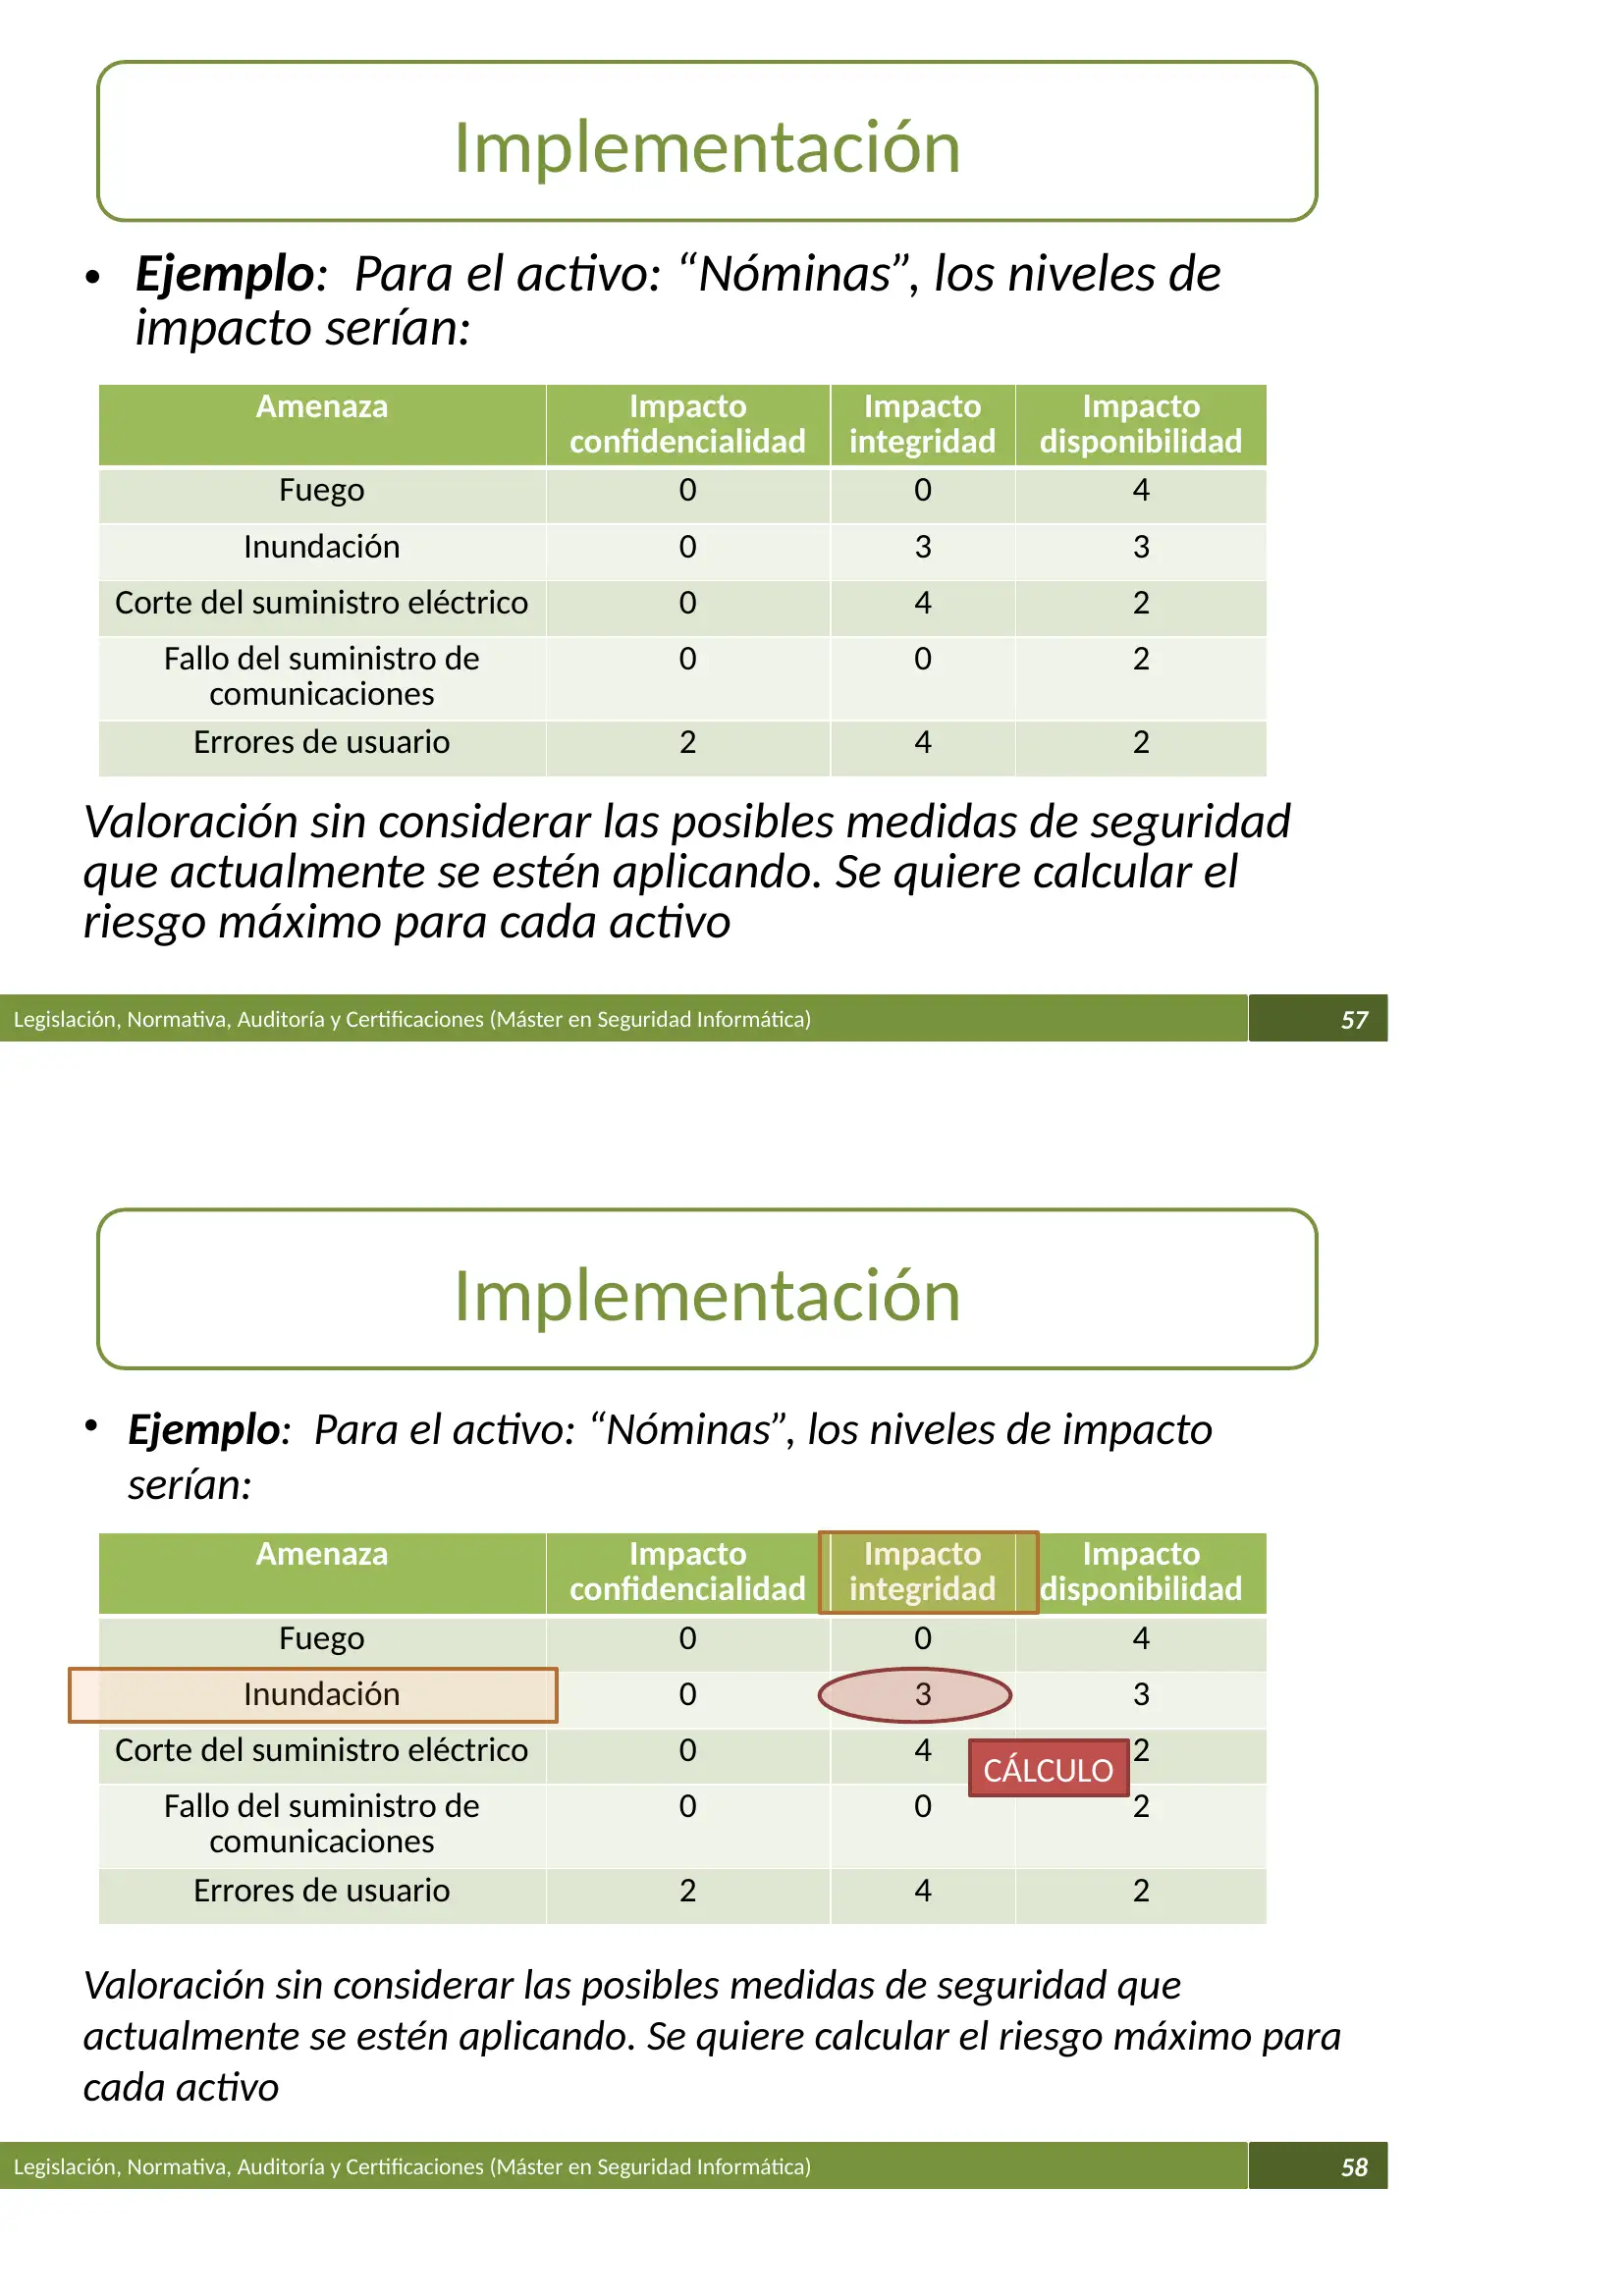 Implementación
• Ejemplo: Para el activo: “Nóminas”, los niveles de
impacto serían:
Amenaza Impacto confidencialidad Impacto integridad Impacto disponibilidad
Fuego 0 0 4
Inundación 0 3 3
Corte del suministro eléctrico 0 4 2
Fallo del suministro de comunicaciones 0 0 2
Errores de usuario 2 4 2
Valoración sin considerar las posibles medidas de seguridad
que actualmente se estén aplicando. Se quiere calcular el
riesgo máximo para cada activo
Legislación, Normativa, Auditoría y Certificaciones (Máster en Seguridad Informática) 57
Implementación
• Ejemplo: Para el activo: “Nóminas”, los niveles de impacto
serían:
Amenaza Impacto confidencialidad Impacto integridad Impacto disponibilidad
Fuego 0 0 4
Inundación 0 3 3
Corte del suministro eléctrico 0 4 2
CÁLCULO
Fallo del suministro de comunicaciones 0 0 2
Errores de usuario 2 4 2
Valoración sin considerar las posibles medidas de seguridad que
actualmente se estén aplicando. Se quiere calcular el riesgo máximo para
cada activo
Legislación, Normativa, Auditoría y Certificaciones (Máster en Seguridad Informática) 58